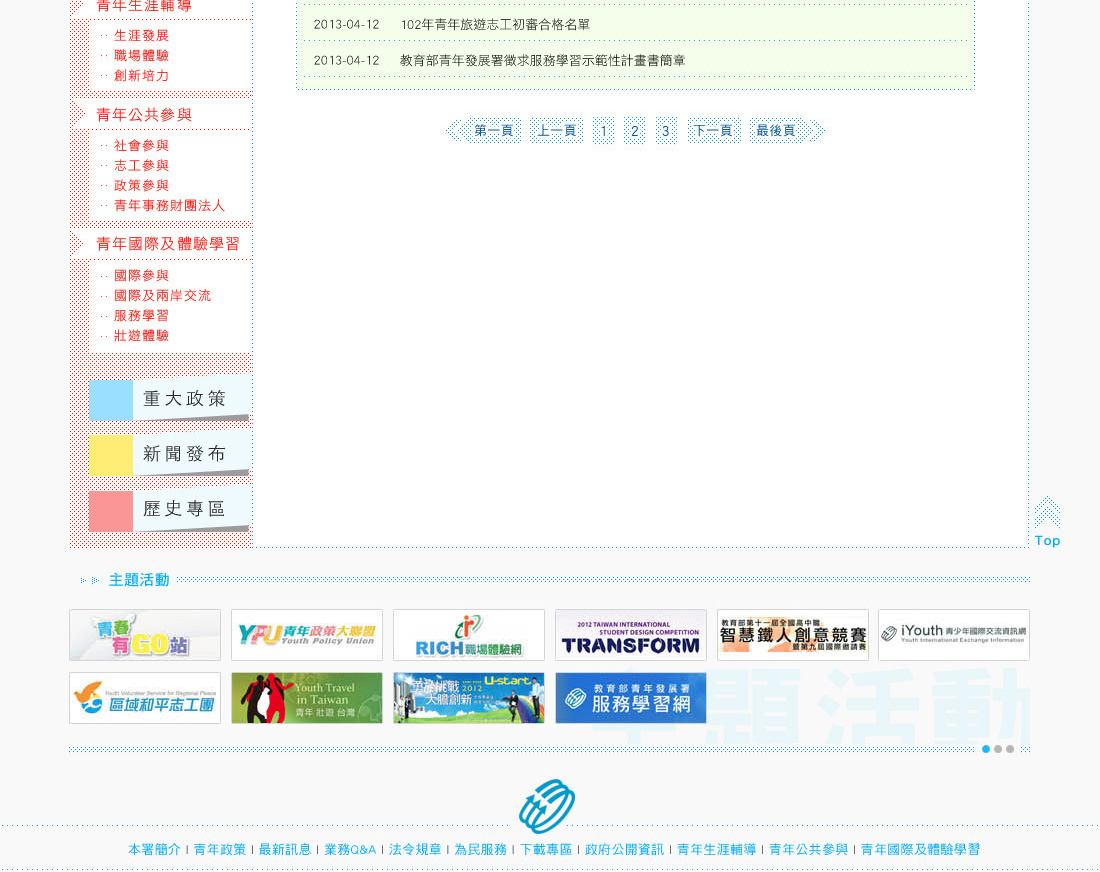 青年生涯輔導
生涯發展
職場體驗
創新培力
青年公共參與
社會參與
志工參與
政策參與
青年事務財團法人
青年國際及體驗學習
國際參與
國際及兩岸交流
服務學習
壯遊體驗
重大政策
新聞發布
歷史專區
2013-04-12 102年青年旅遊志工初審合格名單
2013-04-12 教育部青年發展署徵求服務學習示範性計畫書簡章
第一頁 上一頁 1 2 3 下一頁 最後頁
Top
主題活動
青春
有GO站
YPU青年政策大聯盟
Youth Policy Union
RICH職場體驗網
2012 TAIWAN INTERNATIONAL
STUDENT DESIGN COMPETITION
TRANSFORM
教育部第十一屆全國高中職
智慧鐵人創意競賽
暨第九屆國際邀請賽
iYouth 青少年國際交流資訊網
Youth International Exchange Information
Youth Volunteer Service for Regional Peace
區域和平志工團
Youth Travel
in Taiwan
青年 壯遊 台灣
挑戰 2012 U-start
大膽創新
教育部青年發展署
服務學習網
主題活動
本署簡介 | 青年政策 | 最新訊息 | 業務Q&A | 法令規章 | 為民服務 | 下載專區 | 政府公開資訊 | 青年生涯輔導 | 青年公共參與 | 青年國際及體驗學習